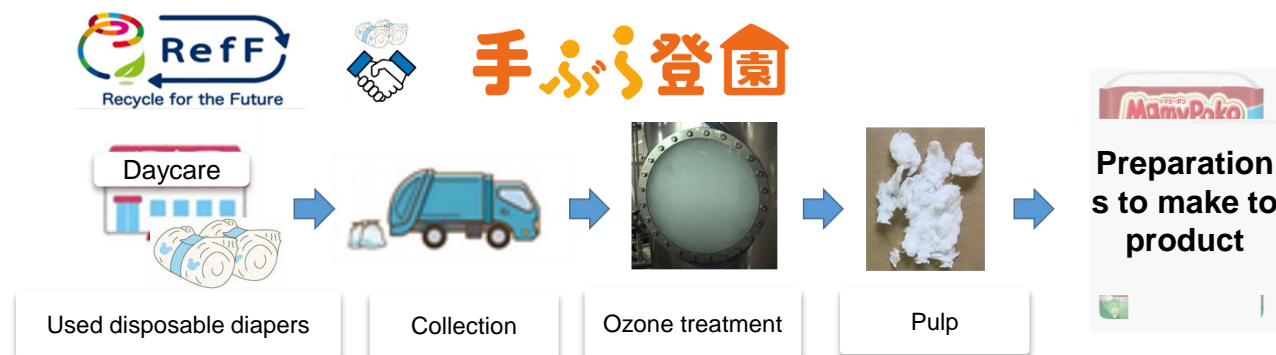 RefF
Recycle for the Future
手ぶら登園
MamyPoko
Daycare
Preparation
s to make to
product
Used disposable diapers
Collection
Ozone treatment
Pulp